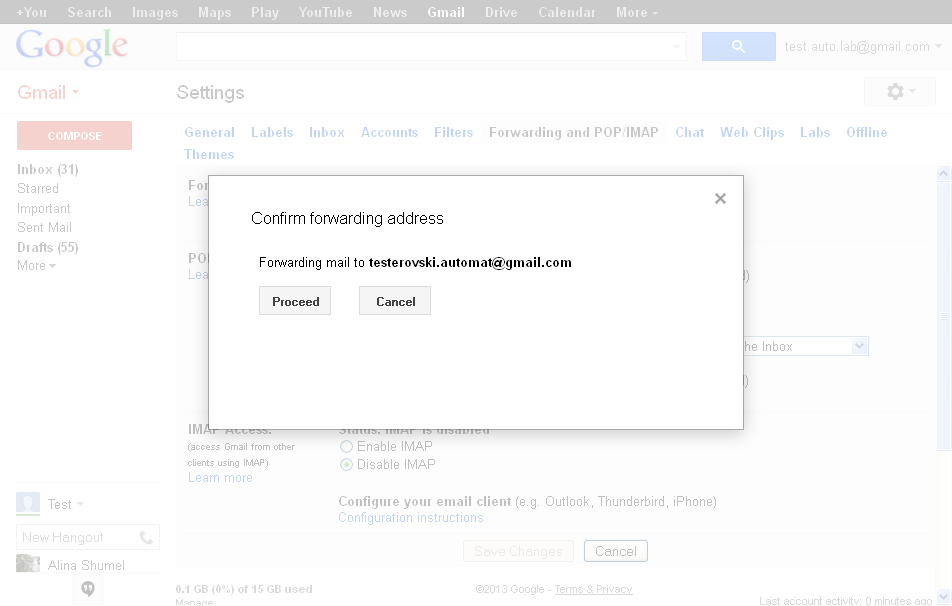 +You Search Images Maps Play YouTube News Gmail Drive Calendar More
Google
test.auto.lab@gmail.com
Gmail
Settings
COMPOSE
General Labels Inbox Accounts Filters Forwarding and POP/IMAP Chat Web Clips Labs Offline
Themes
Inbox (31)
Starred
Important
Sent Mail
Drafts (55)
More
For
Lea
PO
Lea
Confirm forwarding address
Forwarding mail to testerovski.automat@gmail.com
Proceed Cancel
d)
he Inbox
)
IMAP Access:
Status: IMAP is disabled
(access Gmail from other
clients using IMAP)
Learn more
Enable IMAP
Disable IMAP
Configure your email client (e.g. Outlook, Thunderbird, iPhone)
Configuration instructions
Save Changes Cancel
Test
New Hangout
Alina Shumel
0.1 GB (0%) of 15 GB used
Manage
©2013 Google - Terms & Privacy
Last account activity: 0 minutes ago